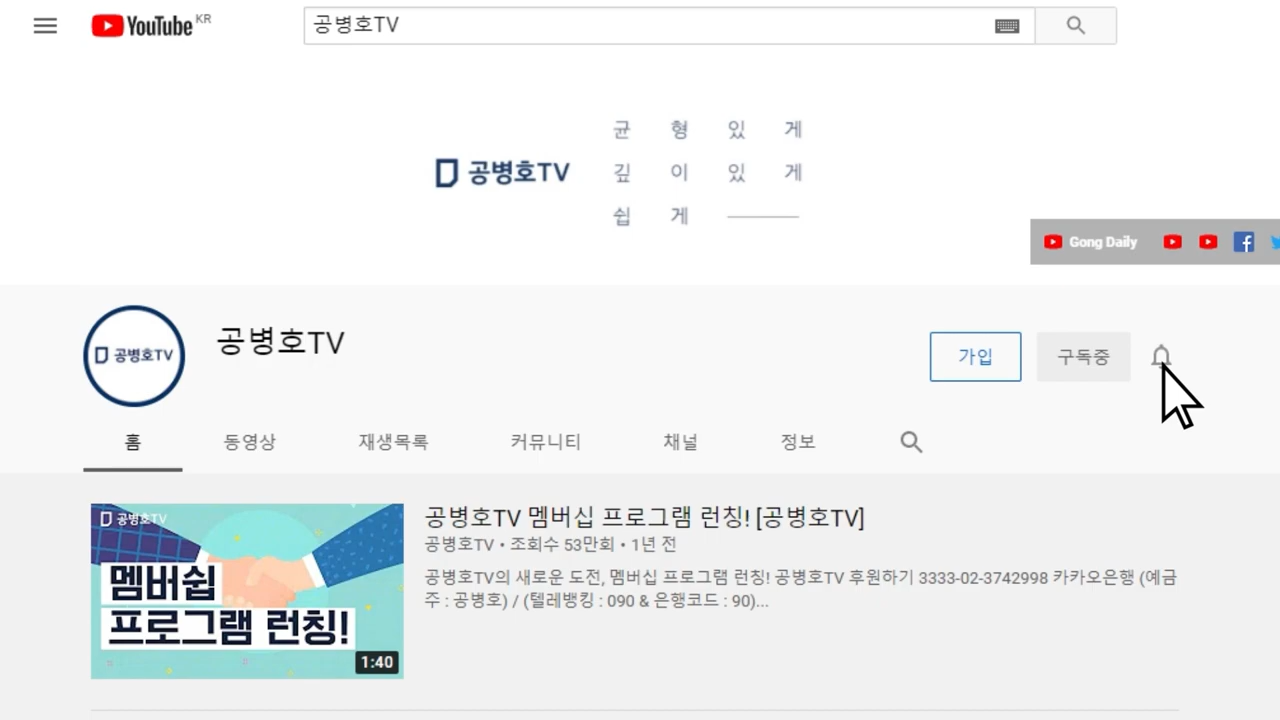 YouTube KR
공병호TV
균형있게
공병호TV 깊이있게
쉽게
Gong Daily
공병호TV
공병호TV
가입
구독중
홈 동영상 재생목록 커뮤니티 채널 정보
공병호TV
멤버쉽
프로그램 런칭!
1:40
공병호TV 멤버십 프로그램 런칭! [공병호TV]
공병호TV • 조회수 53만회 • 1년 전
공병호TV의 새로운 도전, 멤버십 프로그램 런칭! 공병호TV 후원하기 3333-02-3742998 카카오은행 (예금
주 : 공병호) / (텔레뱅킹 : 090 & 은행코드 : 90)...